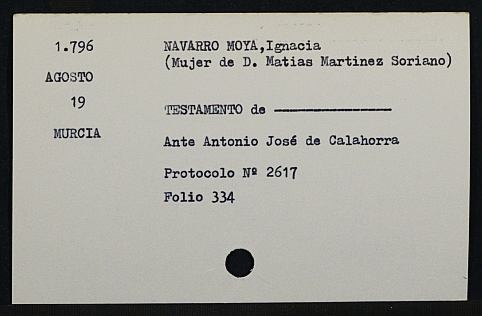 1.796
AGOSTO
19
MURCIA
NAVARRO MOYA,Ignacia
(Mujer de D. Matias Martinez Soriano)
TESTAMENTO de ————————
Ante Antonio José de Calahorra
Protocolo Nº 2617
Folio 334